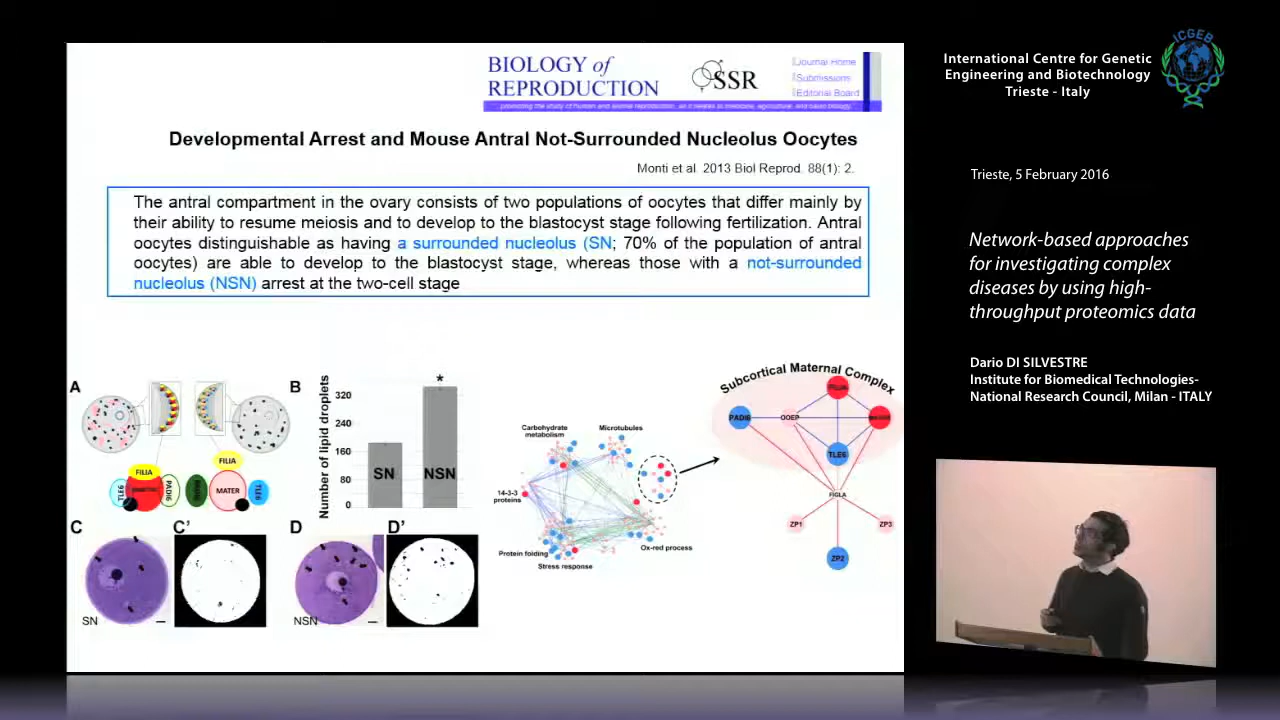 BIOLOGY of
REPRODUCTION
SSR
Journal Home
Submissions
Editorial Board
Developmental Arrest and Mouse Antral Not-Surrounded Nucleolus Oocytes
Monti et al. 2013 Biol Reprod. 88(1): 2.
The antral compartment in the ovary consists of two populations of oocytes that differ mainly by
their ability to resume meiosis and to develop to the blastocyst stage following fertilization. Antral
oocytes distinguishable as having a surrounded nucleolus (SN; 70% of the population of antral
oocytes) are able to develop to the blastocyst stage, whereas those with a not-surrounded
nucleolus (NSN) arrest at the two-cell stage
A
FILIA
FILIA
TLE6
PADI6
MATER
TLE6
B
Number of lipid droplets
320
240
160
80
0
SN
NSN
*
C
SN
C'
D
NSN
D'
Carbohydrate
metabolism
Microtubules
14-3-3
proteins
Protein folding
Stress response
Ox-red process
Subcortical Maternal Complex
PADI6
OOEP
TLE6
FIGLA
ZP1
ZP3
ZP2
ICGEB
International Centre for Genetic
Engineering and Biotechnology
Trieste - Italy
Trieste, 5 February 2016
Network-based approaches
for investigating complex
diseases by using high-
throughput proteomics data
Dario DI SILVESTRE
Institute for Biomedical Technologies-
National Research Council, Milan - ITALY